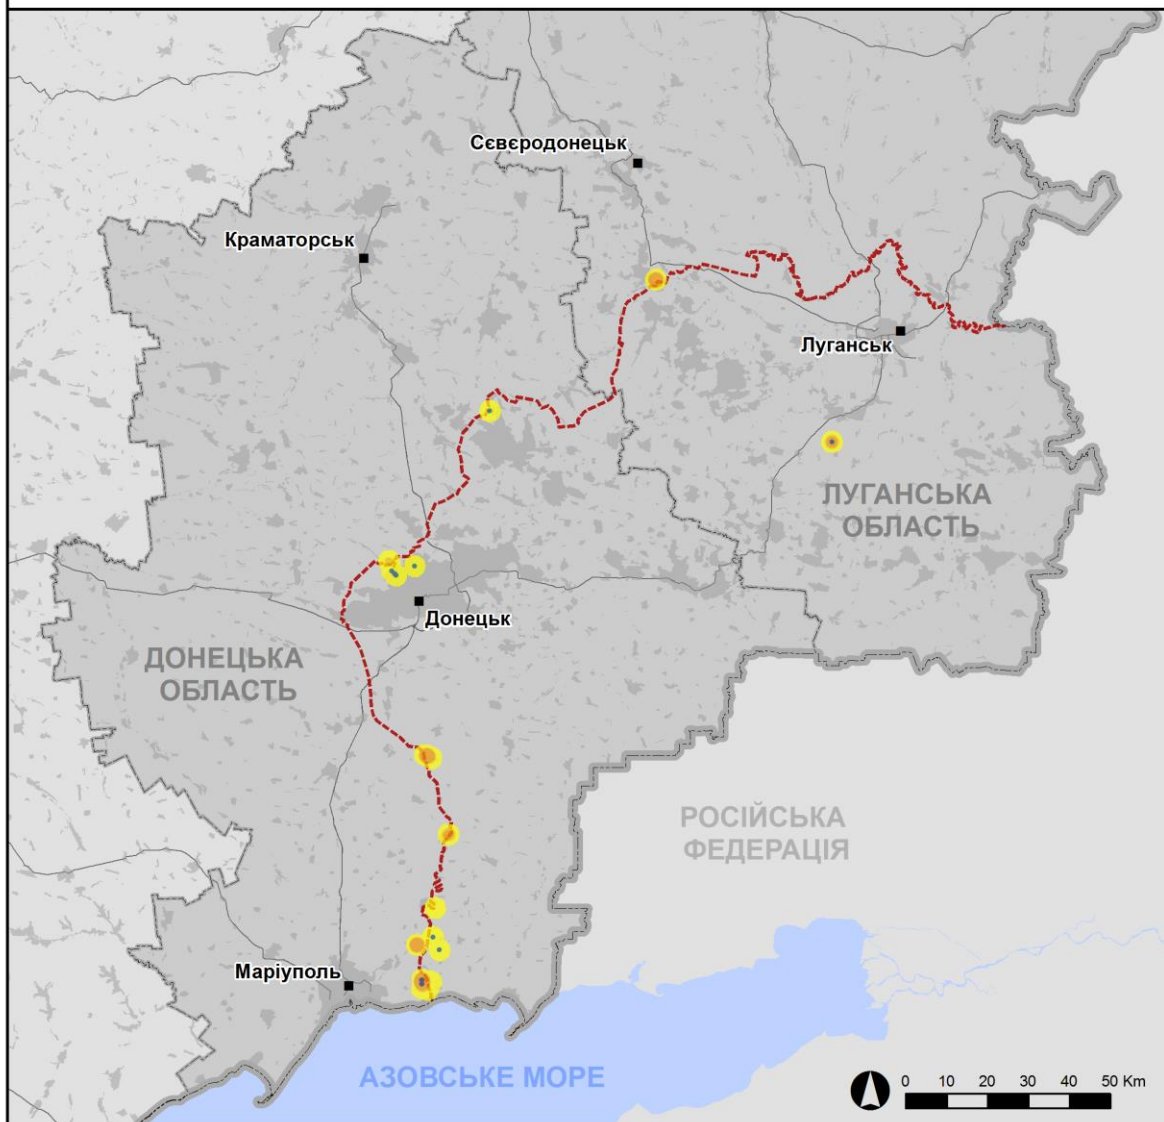 Сєвєродонецьк
Краматорськ
Луганськ
ЛУГАНСЬКА
ОБЛАСТЬ
Донецьк
ДОНЕЦЬКА
ОБЛАСТЬ
РОСІЙСЬКА
ФЕДЕРАЦІЯ
Маріуполь
АЗОВСЬКЕ МОРЕ
0 10 20 30 40 50 Km